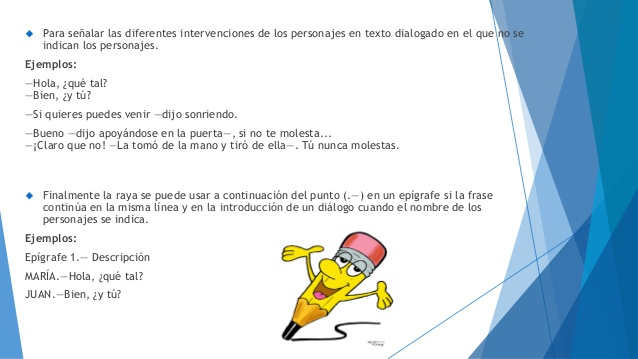 Para señalar las diferentes intervenciones de los personajes en texto dialogado en el que no se
indican los personajes.
Ejemplos:
—Hola, ¿qué tal?
—Bien, ¿y tú?
—Si quieres puedes venir —dijo sonriendo.
—Bueno —dijo apoyándose en la puerta—, si no te molesta...
—¡Claro que no! —La tomó de la mano y tiró de ella—. Tú nunca molestas.
Finalmente la raya se puede usar a continuación del punto (.—) en un epígrafe si la frase
continúa en la misma línea y en la introducción de un diálogo cuando el nombre de los
personajes se indica.
Ejemplos:
Epígrafe 1.— Descripción
MARÍA.—Hola, ¿qué tal?
JUAN.—Bien, ¿y tú?